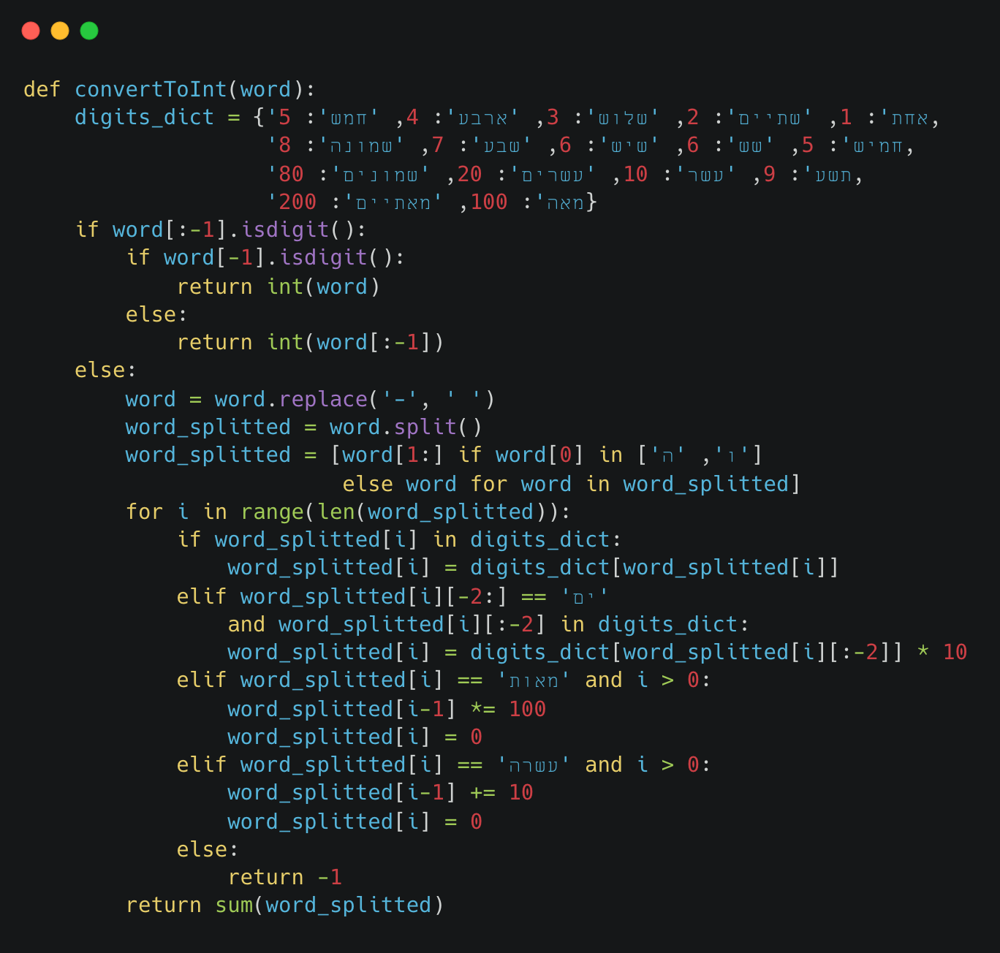 def convertToInt(word):
    digits_dict = {'אחת': 1, 'שתיים': 2, 'שלוש': 3, 'ארבע': 4, 'חמש': 5,
                   'חמיש': 5, 'שש': 6, 'שיש': 6, 'שבע': 7, 'שמונה': 8,
                   'תשע': 9, 'עשר': 10, 'עשרים': 20, 'שמונים': 80,
                   'מאה': 100, 'מאתיים': 200}
    if word[:-1].isdigit():
        if word[-1].isdigit():
            return int(word)
        else:
            return int(word[:-1])
    else:
        word = word.replace('-', ' ')
        word_splitted = word.split()
        word_splitted = [word[1:] if word[0] in ['ו', 'ה']
                         else word for word in word_splitted]
        for i in range(len(word_splitted)):
            if word_splitted[i] in digits_dict:
                word_splitted[i] = digits_dict[word_splitted[i]]
            elif word_splitted[i][-2:] == 'ים'
                and word_splitted[i][:-2] in digits_dict:
                word_splitted[i] = digits_dict[word_splitted[i][:-2]] * 10
            elif word_splitted[i] == 'מאות' and i > 0:
                word_splitted[i-1] *= 100
                word_splitted[i] = 0
            elif word_splitted[i] == 'עשרה' and i > 0:
                word_splitted[i-1] += 10
                word_splitted[i] = 0
            else:
                return -1
        return sum(word_splitted)